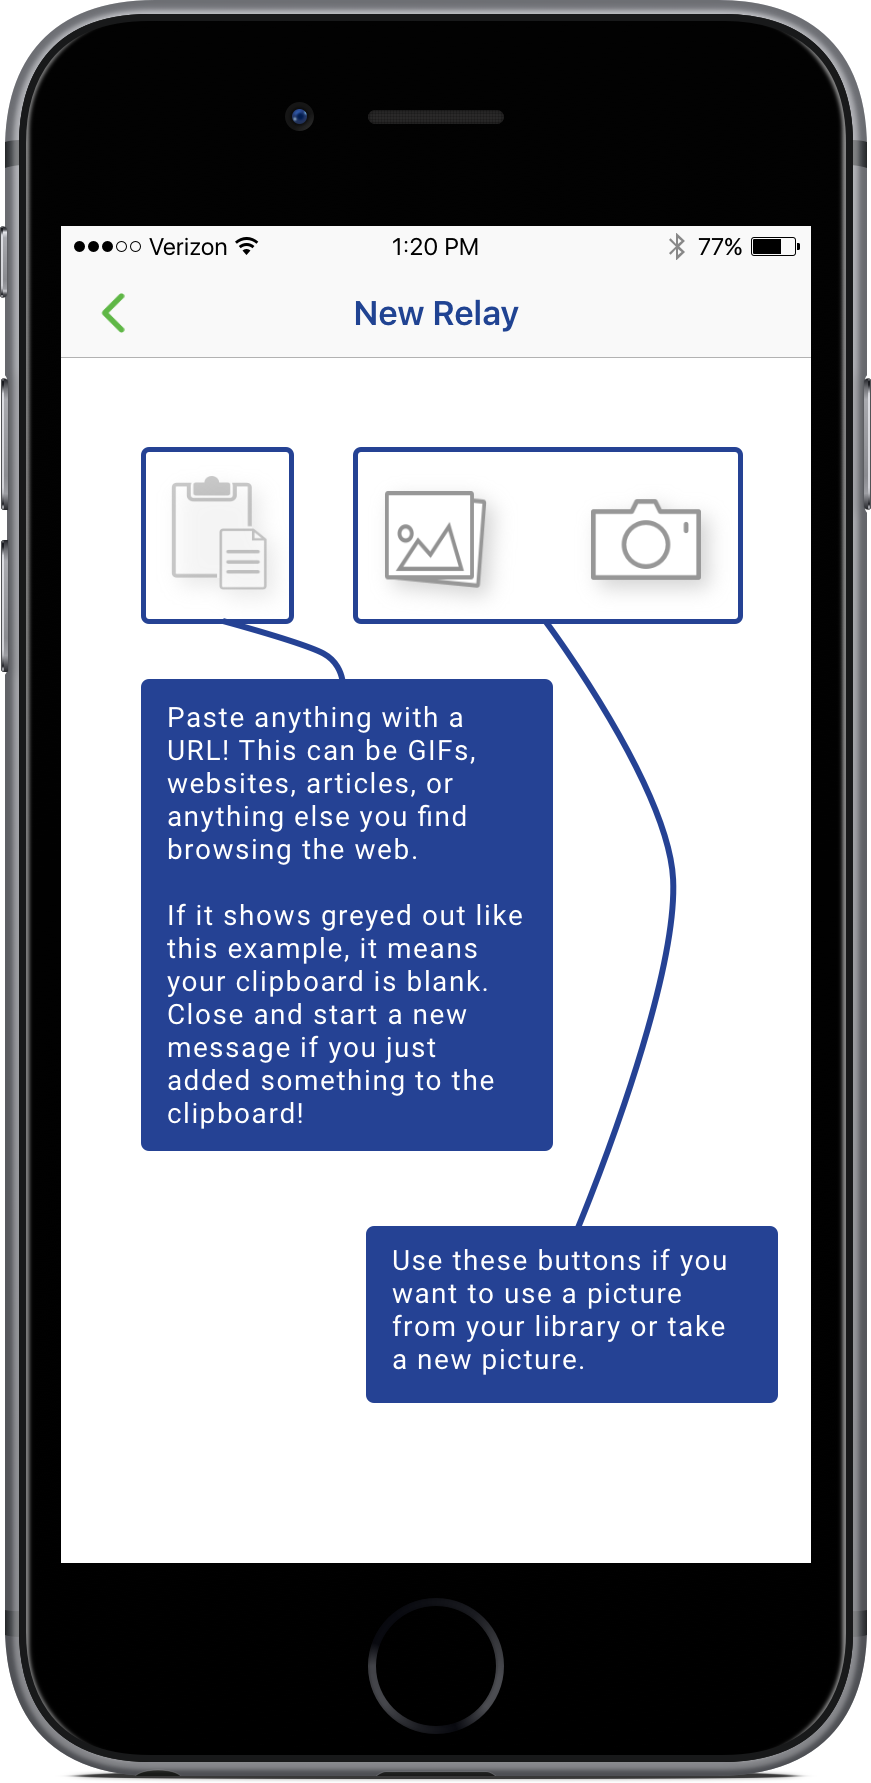 Verizon 1:20 PM 77%
New Relay
Paste anything with a
URL! This can be GIFs,
websites, articles, or
anything else you find
browsing the web.
If it shows greyed out like
this example, it means
your clipboard is blank.
Close and start a new
message if you just
added something to the
clipboard!
Use these buttons if you
want to use a picture
from your library or take
a new picture.